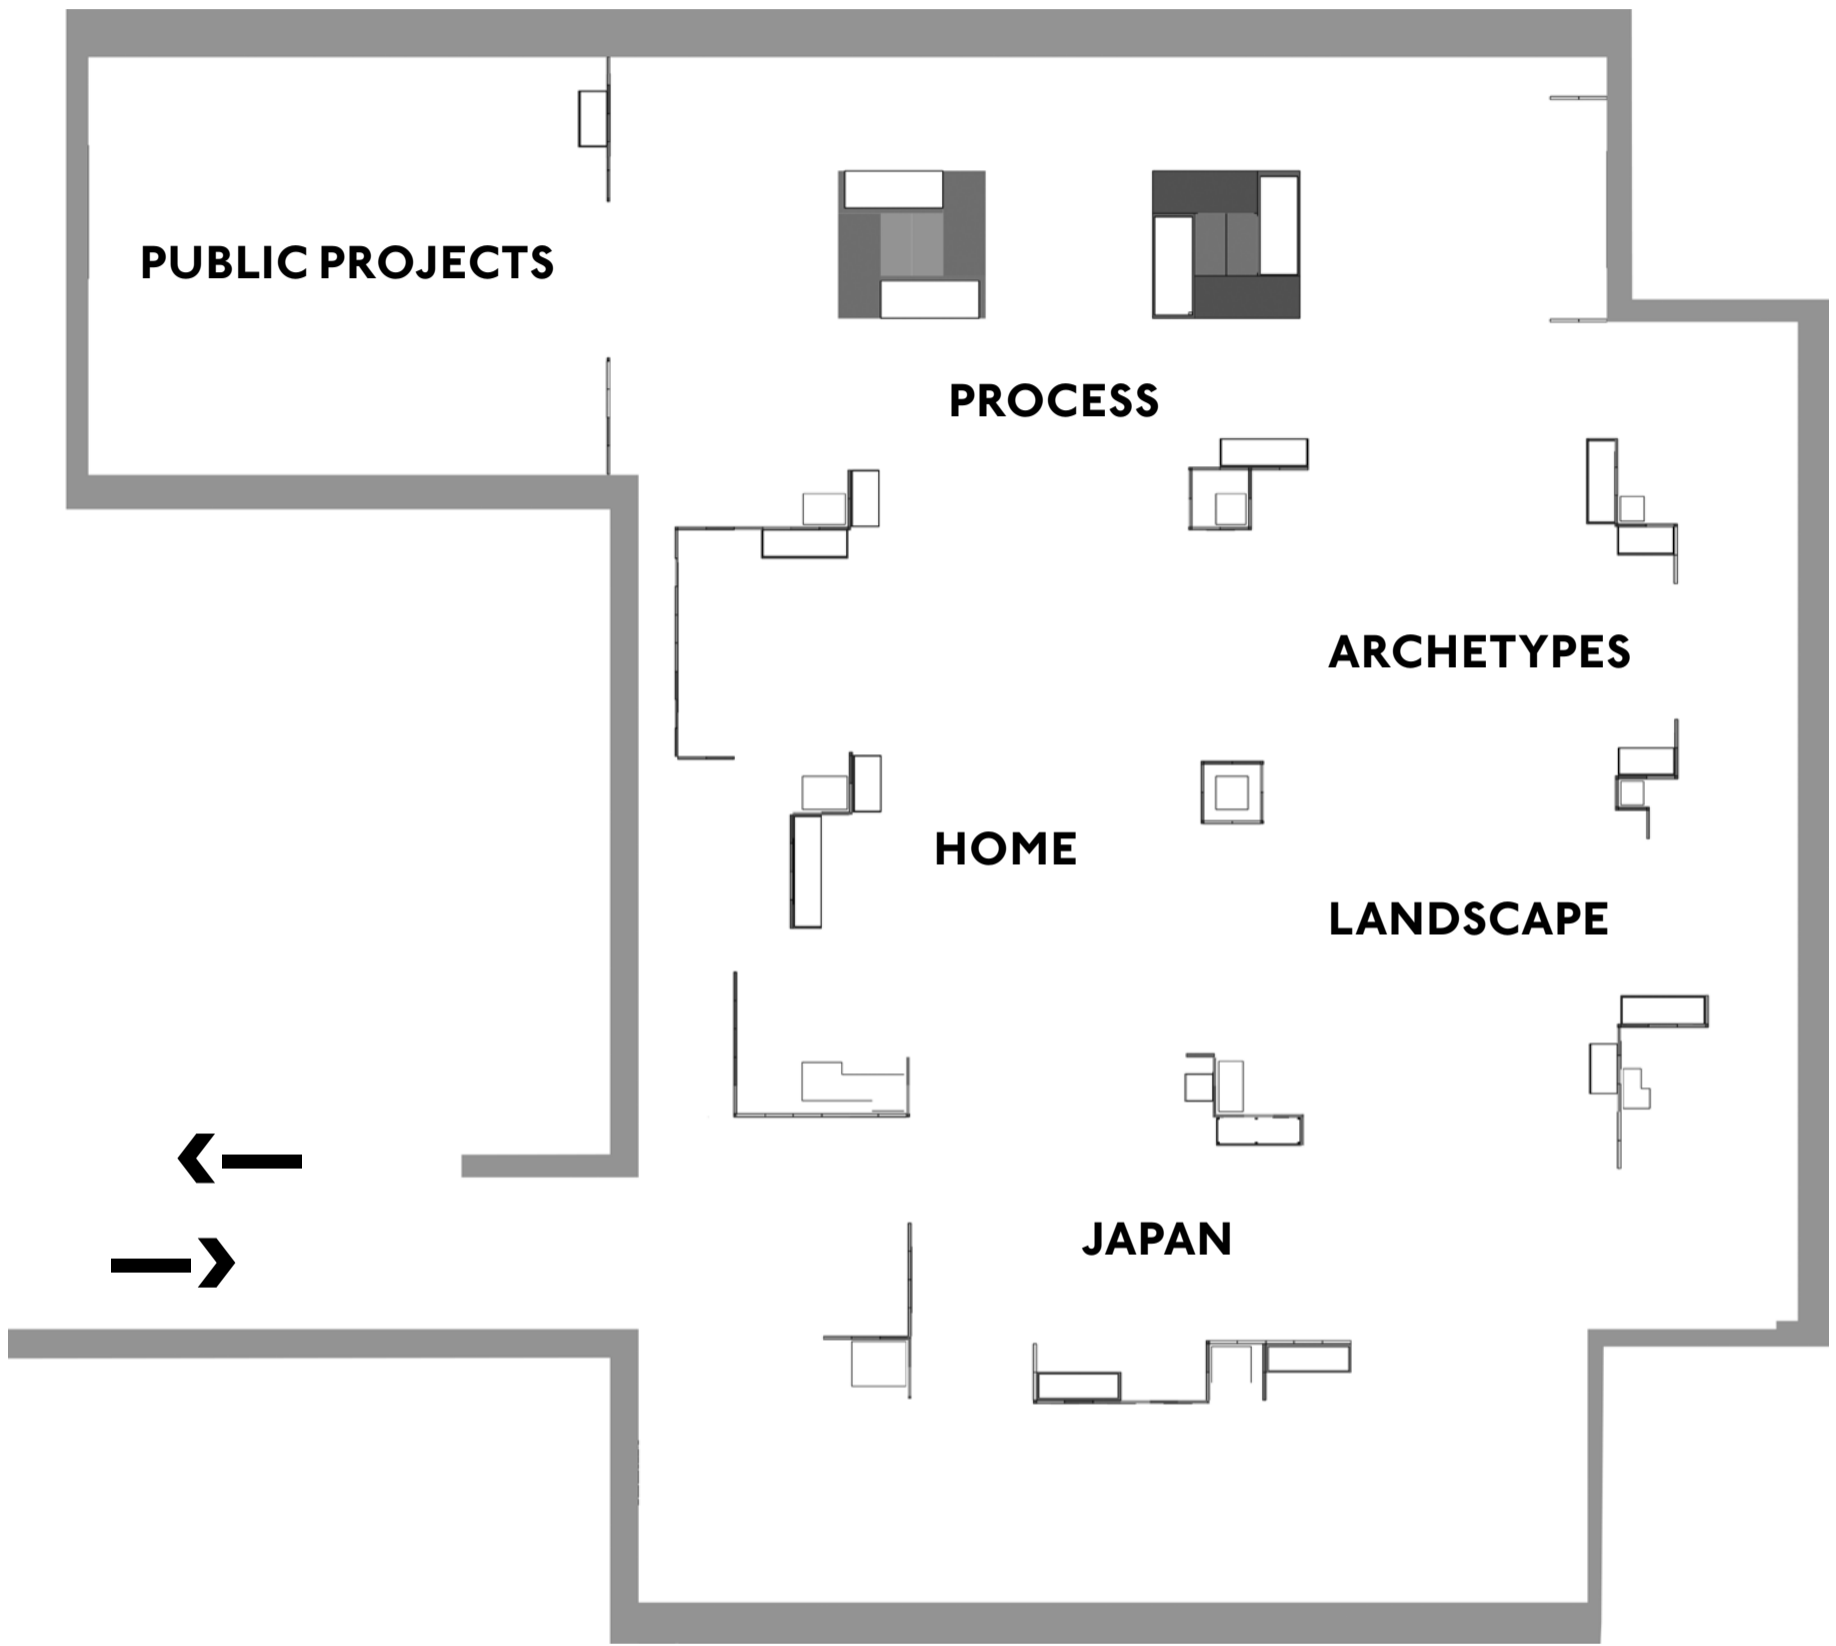 PUBLIC PROJECTS
PROCESS
ARCHETYPES
HOME
LANDSCAPE
JAPAN